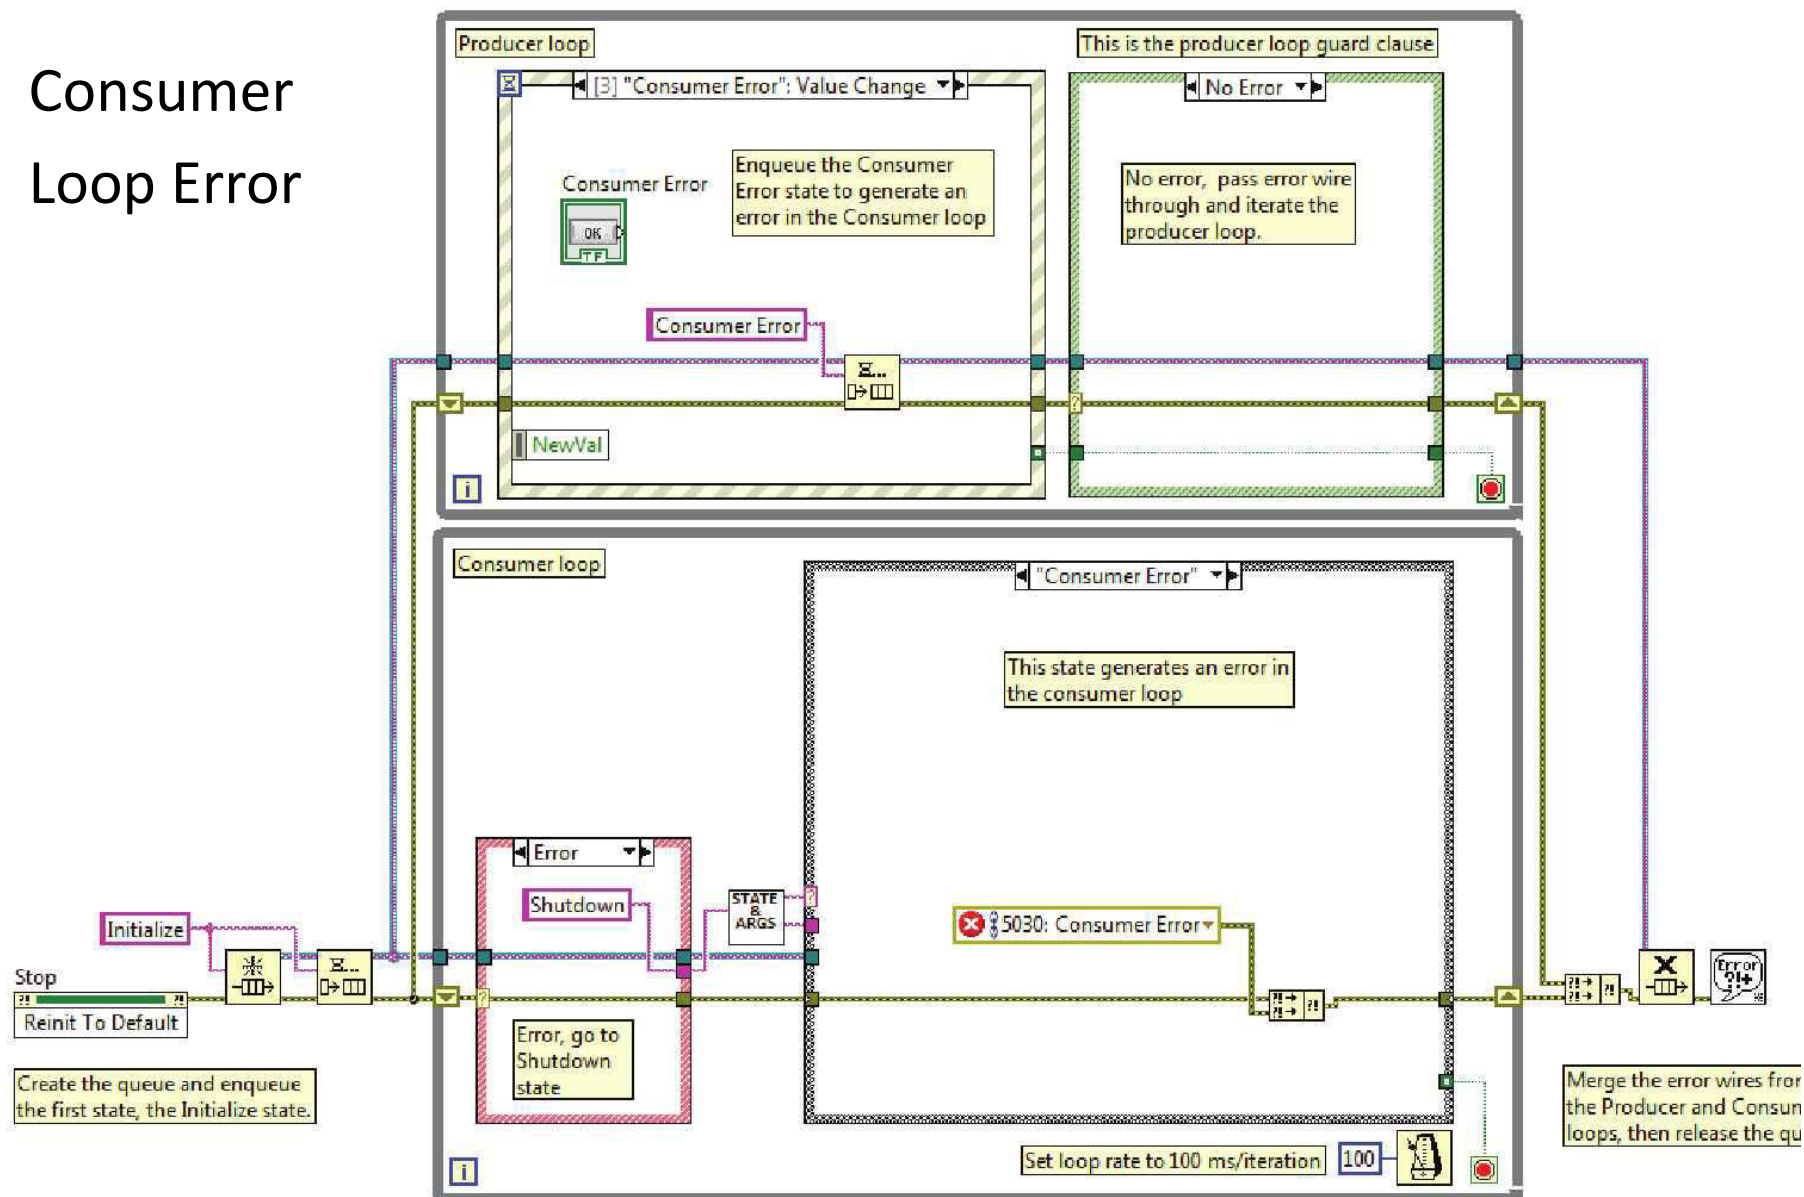 Consumer
Loop Error
Producer loop
This is the producer loop guard clause
[3] "Consumer Error": Value Change
No Error
Consumer Error
OK
TF
Enqueue the Consumer
Error state to generate an
error in the Consumer loop
No error, pass error wire
through and iterate the
producer loop.
Consumer Error
NewVal
i
Consumer loop
"Consumer Error"
This state generates an error in
the consumer loop
Error
Shutdown
STATE
&
ARGS
5030: Consumer Error
Initialize
Stop
Reinit To Default
Error
?!+
Error, go to
Shutdown
state
Create the queue and enqueue
the first state, the Initialize state.
Merge the error wires from
the Producer and Consum
loops, then release the qu
Set loop rate to 100 ms/iteration
100
i